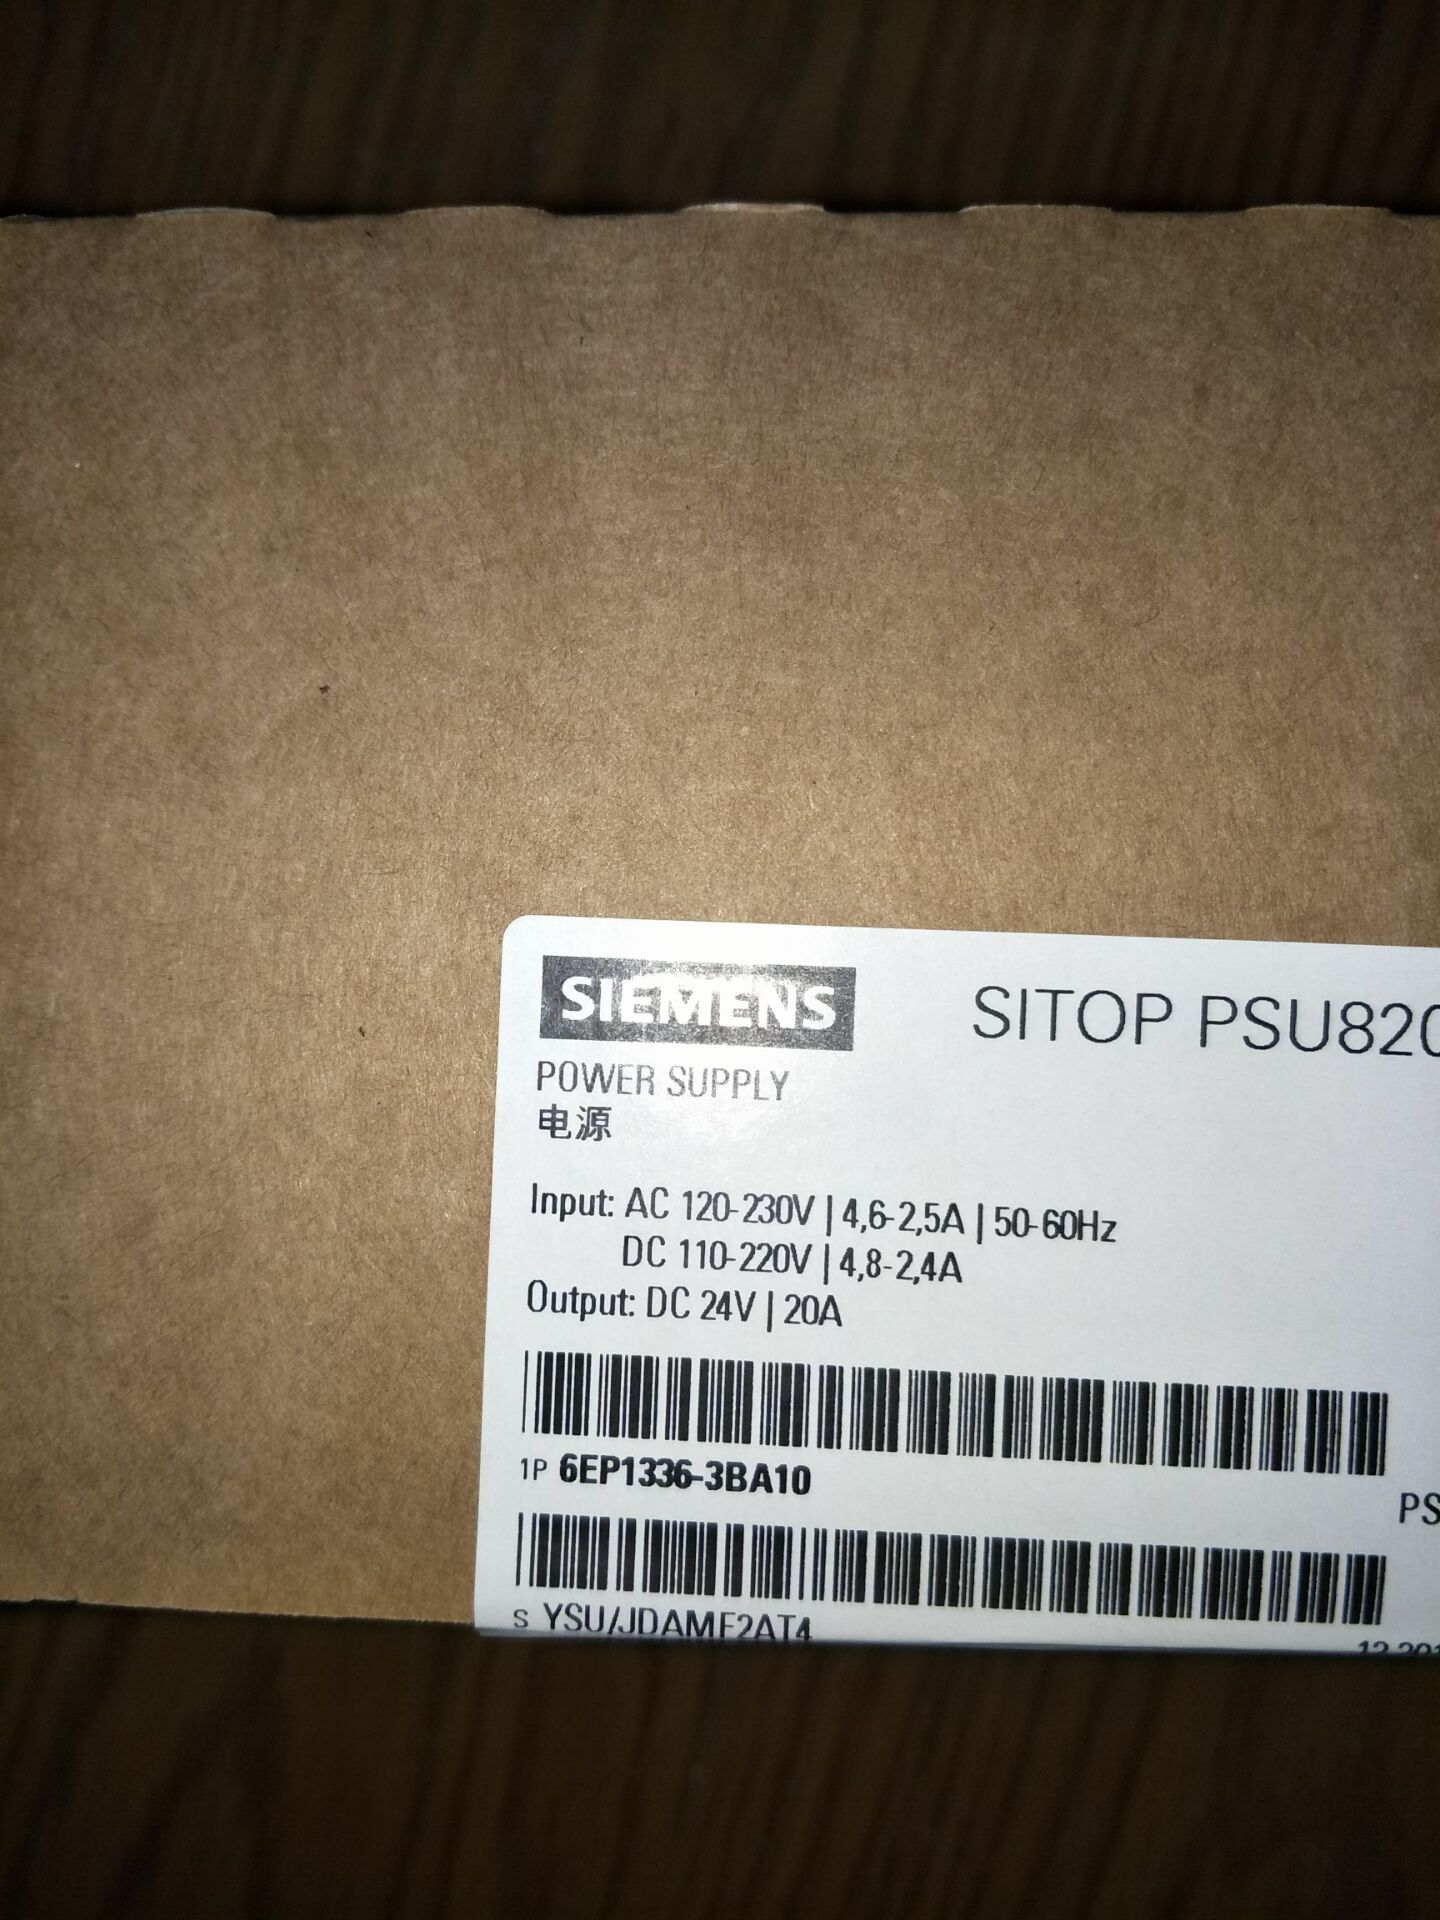 SIEMENS
SITOP PSU820
POWER SUPPLY
电源
Input: AC 120-230V | 4,6-2,5A | 50-60Hz
DC 110-220V | 4,8-2,4A
Output: DC 24V | 20A
1P 6EP1336-3BA10
PS
S YSU/JDAMF2AT4